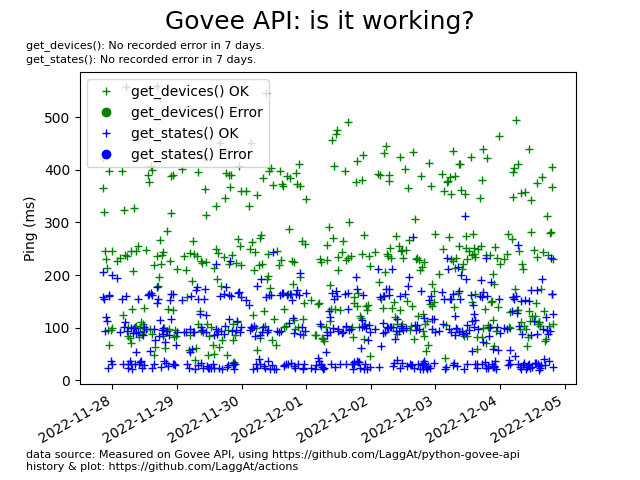 Govee API: is it working?
get_devices(): No recorded error in 7 days.
get_states(): No recorded error in 7 days.
get_devices() OK
get_devices() Error
get_states() OK
get_states() Error
Ping (ms)
500
400
300
200
100
0
2022-11-28
2022-11-29
2022-11-30
2022-12-01
2022-12-02
2022-12-03
2022-12-04
2022-12-05
data source: Measured on Govee API, using https://github.com/LaggAt/python-govee-api
history & plot: https://github.com/LaggAt/actions